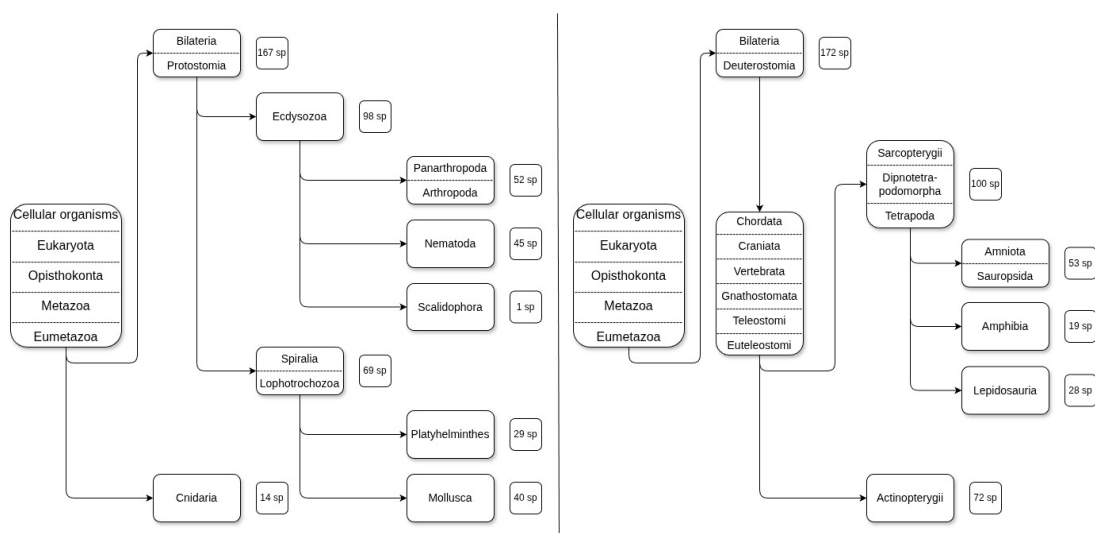 Bilateria
Protostomia
167 sp
Ecdysozoa
98 sp
Panarthropoda
Arthropoda
52 sp
Cellular organisms
Eukaryota
Opisthokonta
Metazoa
Eumetazoa
Nematoda
45 sp
Scalidophora
1 sp
Spiralia
Lophotrochozoa
69 sp
Platyhelminthes
29 sp
Cnidaria
14 sp
Mollusca
40 sp
Bilateria
Deuterostomia
172 sp
Sarcopterygii
Dipnotetra-
podomorpha
Tetrapoda
100 sp
Cellular organisms
Eukaryota
Opisthokonta
Metazoa
Eumetazoa
Chordata
Craniata
Vertebrata
Gnathostomata
Teleostomi
Euteleostomi
Amniota
Sauropsida
53 sp
Amphibia
19 sp
Lepidosauria
28 sp
Actinopterygii
72 sp